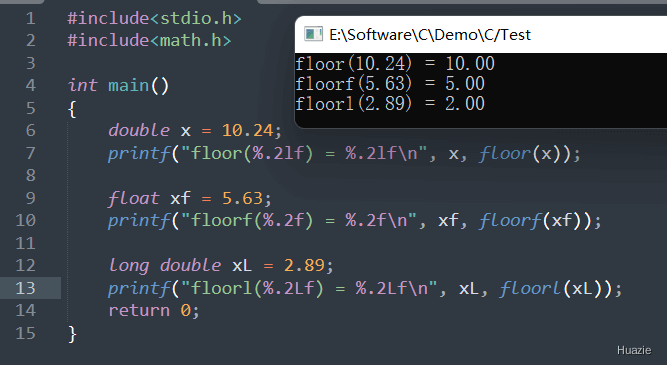 1 #include<stdio.h>
2 #include<math.h>
3
4 int main()
5 {
6 double x = 10.24;
7 printf("floor(%.2lf) = %.2lf\n", x, floor(x));
8
9 float xf = 5.63;
10 printf("floorf(%.2f) = %.2f\n", xf, floorf(xf));
11
12 long double xL = 2.89;
13 printf("floorl(%.2Lf) = %.2Lf\n", xL, floorl(xL));
14 return 0;
15 }
E:\Software\C\Demo\C/Test
floor(10.24) = 10.00
floorf(5.63) = 5.00
floorl(2.89) = 2.00
Huazie